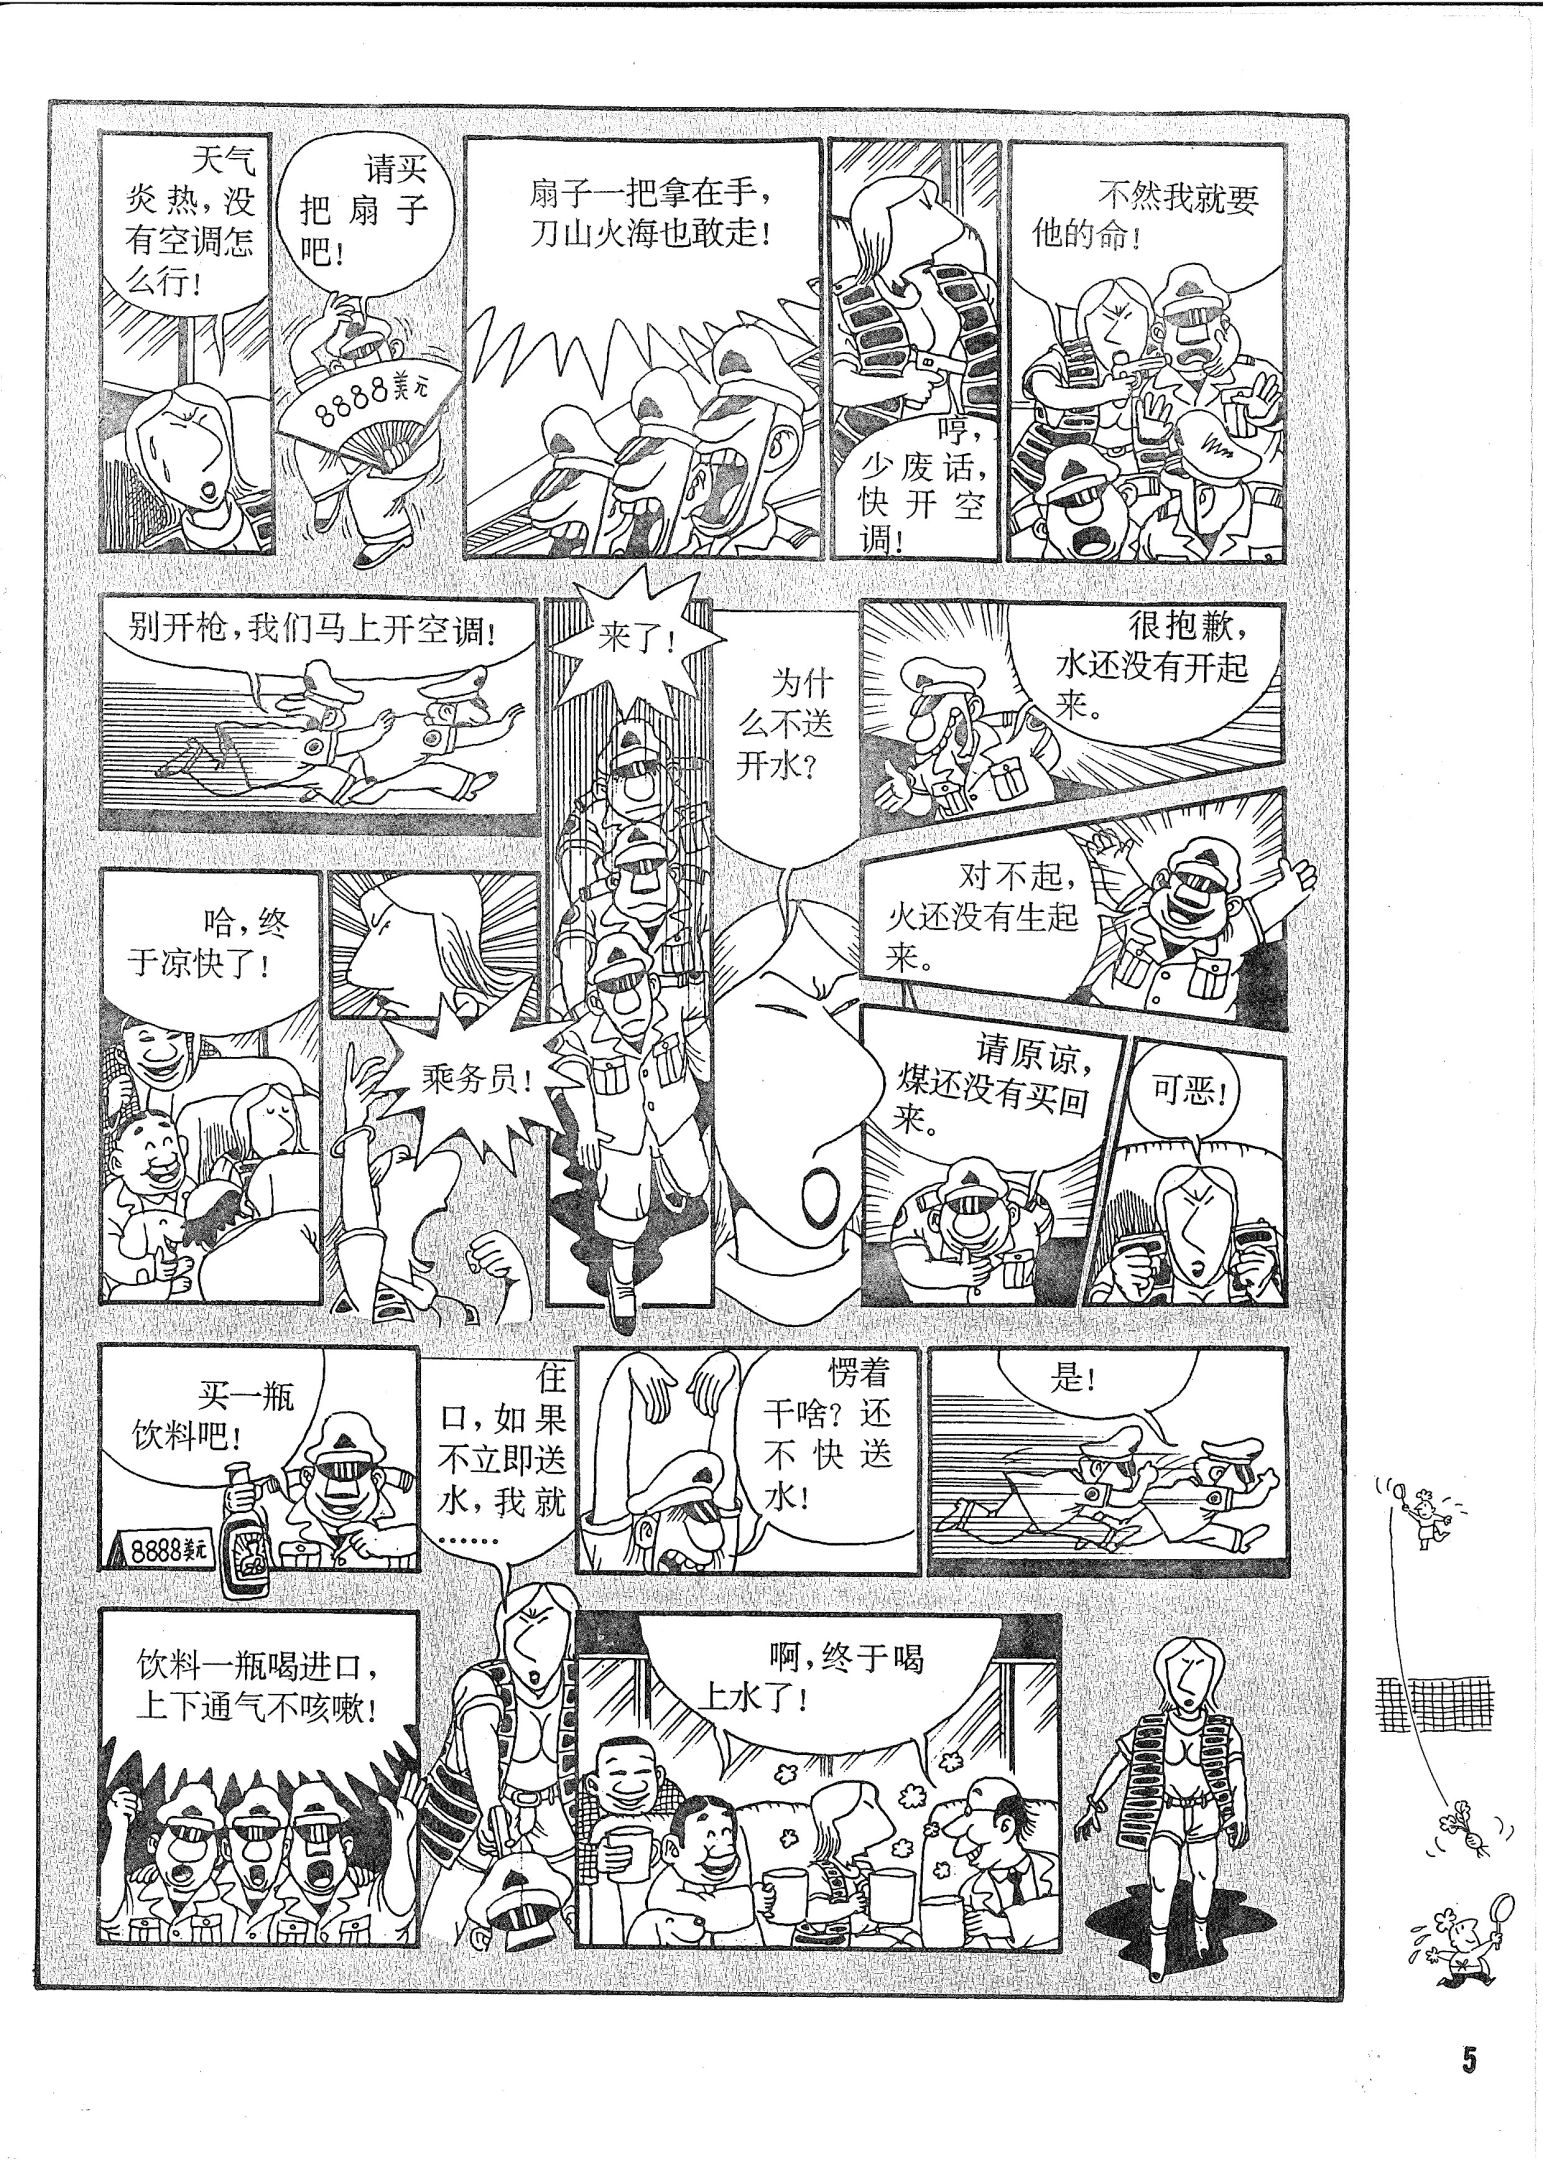 天气
炎热，没
有空调怎
么行！
请买
把扇子
吧！
8888美元
扇子一把拿在手，
刀山火海也敢走！
哼，
少废话，
快开空
调！
不然我就要
他的命！
别开枪，我们马上开空调！
哈，终
于凉快了！
乘务员！
来了！
为什
么不送
开水？
很抱歉，
水还没有开起
来。
对不起，
火还没有生起
来。
请原谅，
煤还没有买回
来。
可恶！
买一瓶
饮料吧！
8888美元
饮料一瓶喝进口，
上下通气不咳嗽！
住
口，如果
不立即送
水，我就
……
愣着
干啥？还
不快送
水！
是！
啊，终于喝
上水了！
5